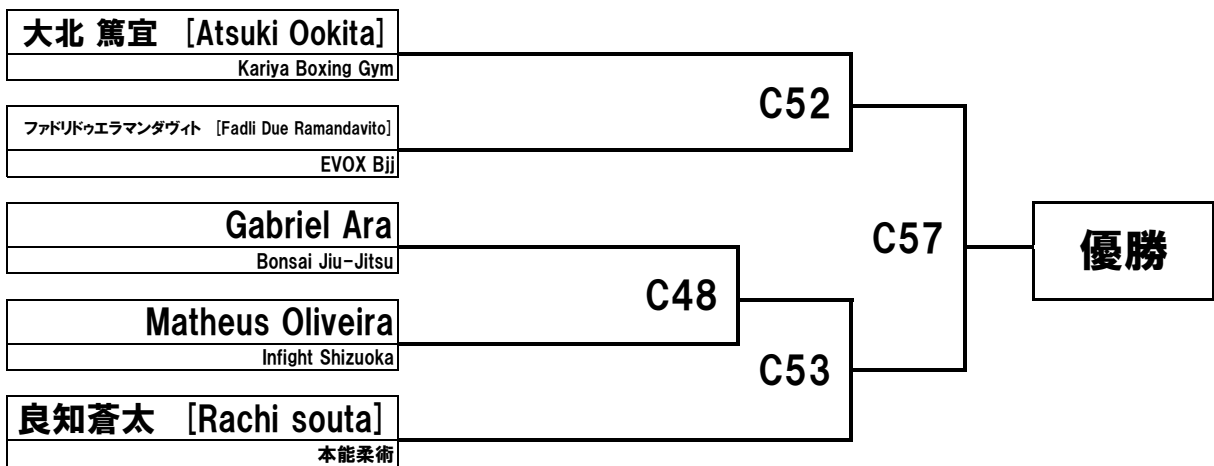 大北 篤宜 [Atsuki Ookita]
Kariya Boxing Gym
ファドリドゥエラマンダヴィト [Fadli Due Ramandavito]
EVOX Bjj
Gabriel Ara
Bonsai Jiu-Jitsu
Matheus Oliveira
Infight Shizuoka
良知蒼太 [Rachi souta]
本能柔術
C52
C48
C53
C57
優勝